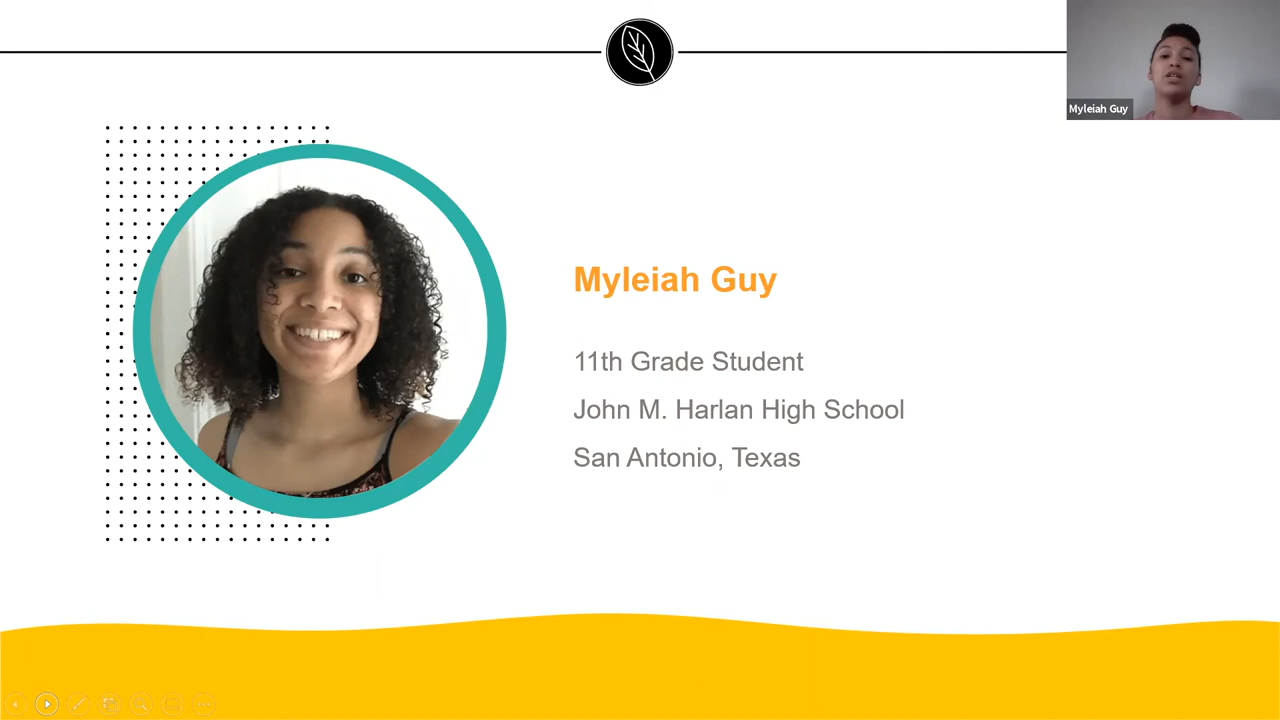 Myleiah Guy
Myleiah Guy
11th Grade Student
John M. Harlan High School
San Antonio, Texas